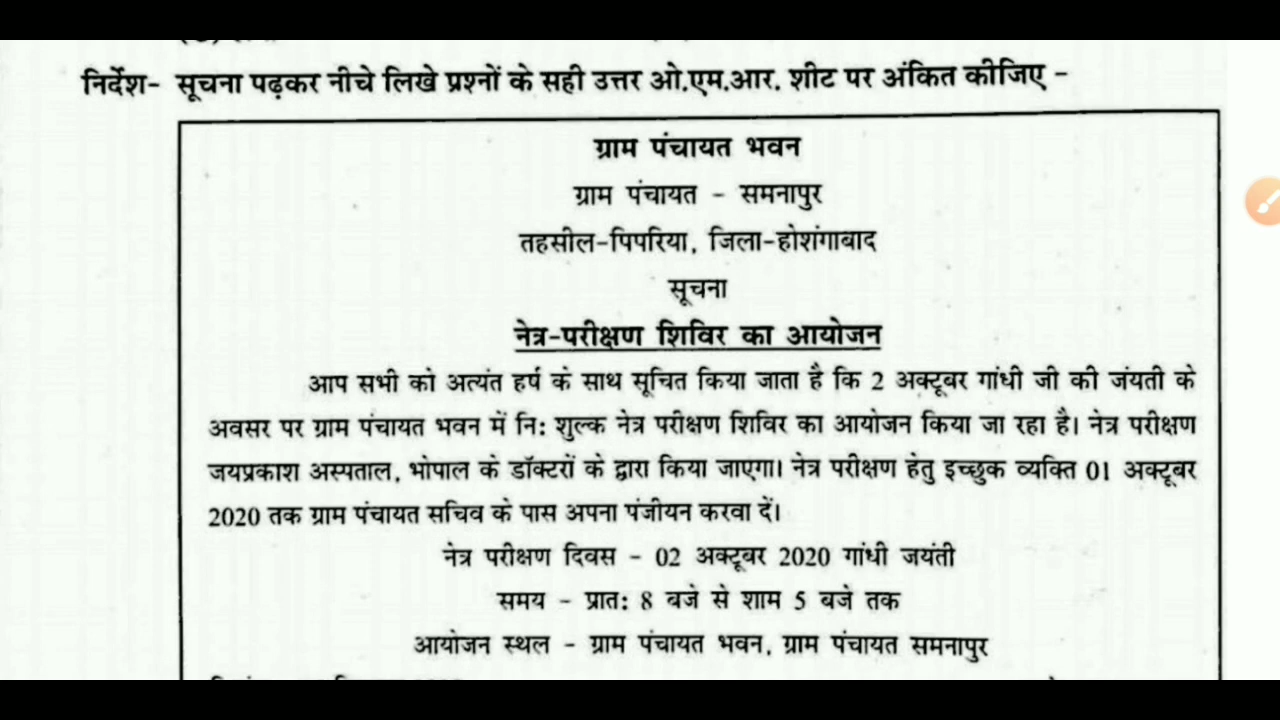 निर्देश- सूचना पढ़कर नीचे लिखे प्रश्नों के सही उत्तर ओ.एम.आर. शीट पर अंकित कीजिए -
ग्राम पंचायत भवन
ग्राम पंचायत - समनापुर
तहसील-पिपरिया, जिला-होशंगाबाद
सूचना
नेत्र-परीक्षण शिविर का आयोजन
आप सभी को अत्यंत हर्ष के साथ सूचित किया जाता है कि 2 अक्टूबर गांधी जी की जंयती के
अवसर पर ग्राम पंचायत भवन में नि: शुल्क नेत्र परीक्षण शिविर का आयोजन किया जा रहा है। नेत्र परीक्षण
जयप्रकाश अस्पताल, भोपाल के डॉक्टरों के द्वारा किया जाएगा। नेत्र परीक्षण हेतु इच्छुक व्यक्ति 01 अक्टूबर
2020 तक ग्राम पंचायत सचिव के पास अपना पंजीयन करवा दें।
नेत्र परीक्षण दिवस - 02 अक्टूबर 2020 गांधी जयंती
समय - प्रात: 8 बजे से शाम 5 बजे तक
आयोजन स्थल - ग्राम पंचायत भवन, ग्राम पंचायत समनापुर